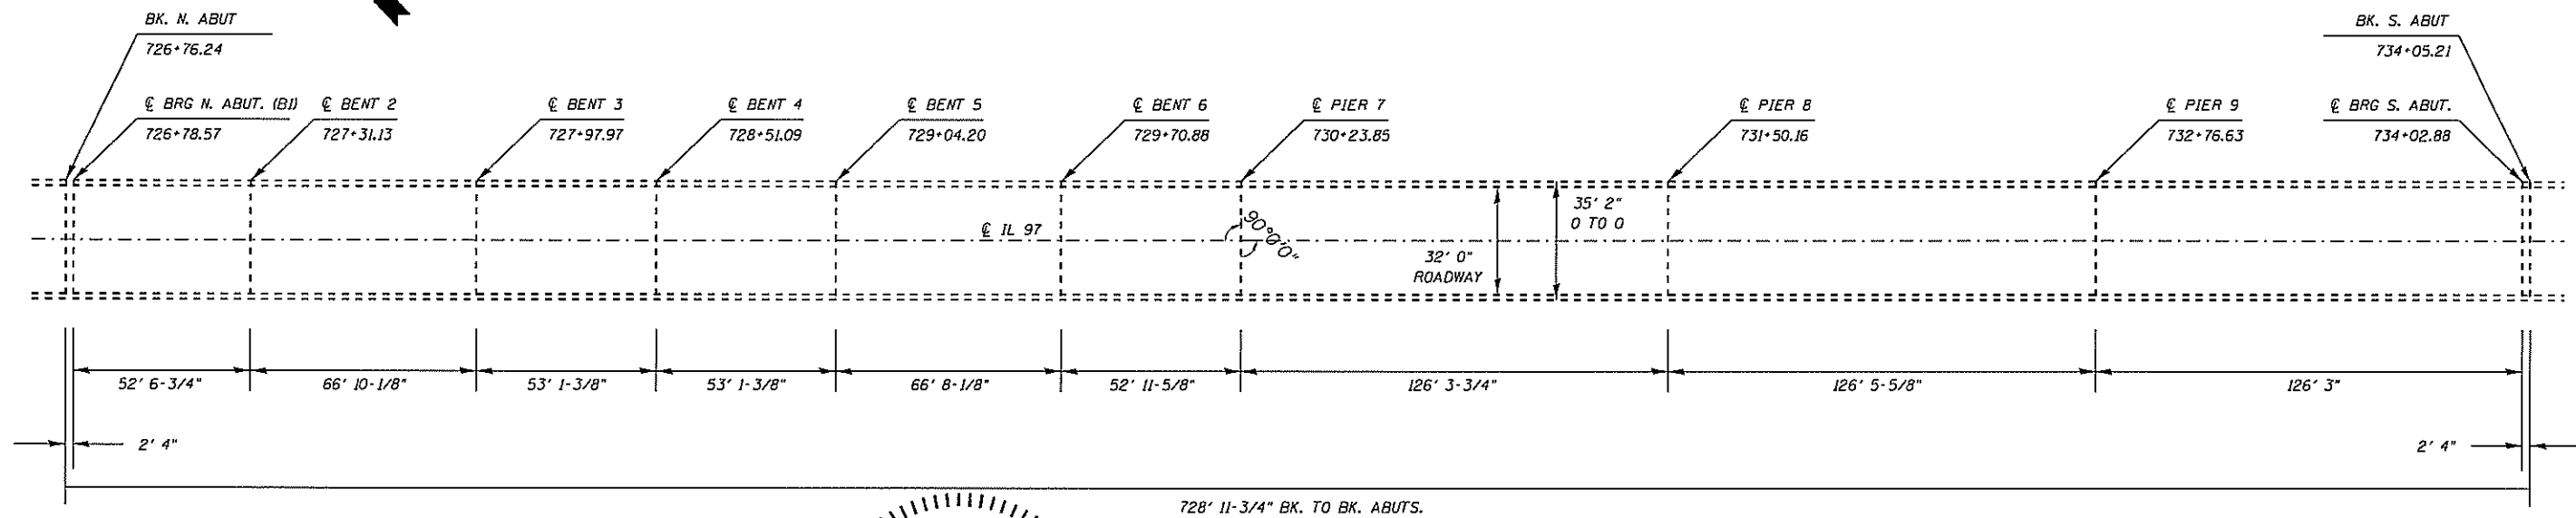 BK. N. ABUT
726+76.24
BK. S. ABUT
734+05.21
℄ BRG N. ABUT. (B1)
726+78.57
℄ BENT 2
727+31.13
℄ BENT 3
727+97.97
℄ BENT 4
728+51.09
℄ BENT 5
729+04.20
℄ BENT 6
729+70.88
℄ PIER 7
730+23.85
℄ PIER 8
731+50.16
℄ PIER 9
732+76.63
℄ BRG S. ABUT.
734+02.88
℄ IL 97
90°0'0"
35' 2"
O TO O
32' 0"
ROADWAY
52' 6-3/4"
66' 10-1/8"
53' 1-3/8"
53' 1-3/8"
66' 8-1/8"
52' 11-5/8"
126' 3-3/4"
126' 5-5/8"
126' 3"
2' 4"
2' 4"
728' 11-3/4" BK. TO BK. ABUTS.